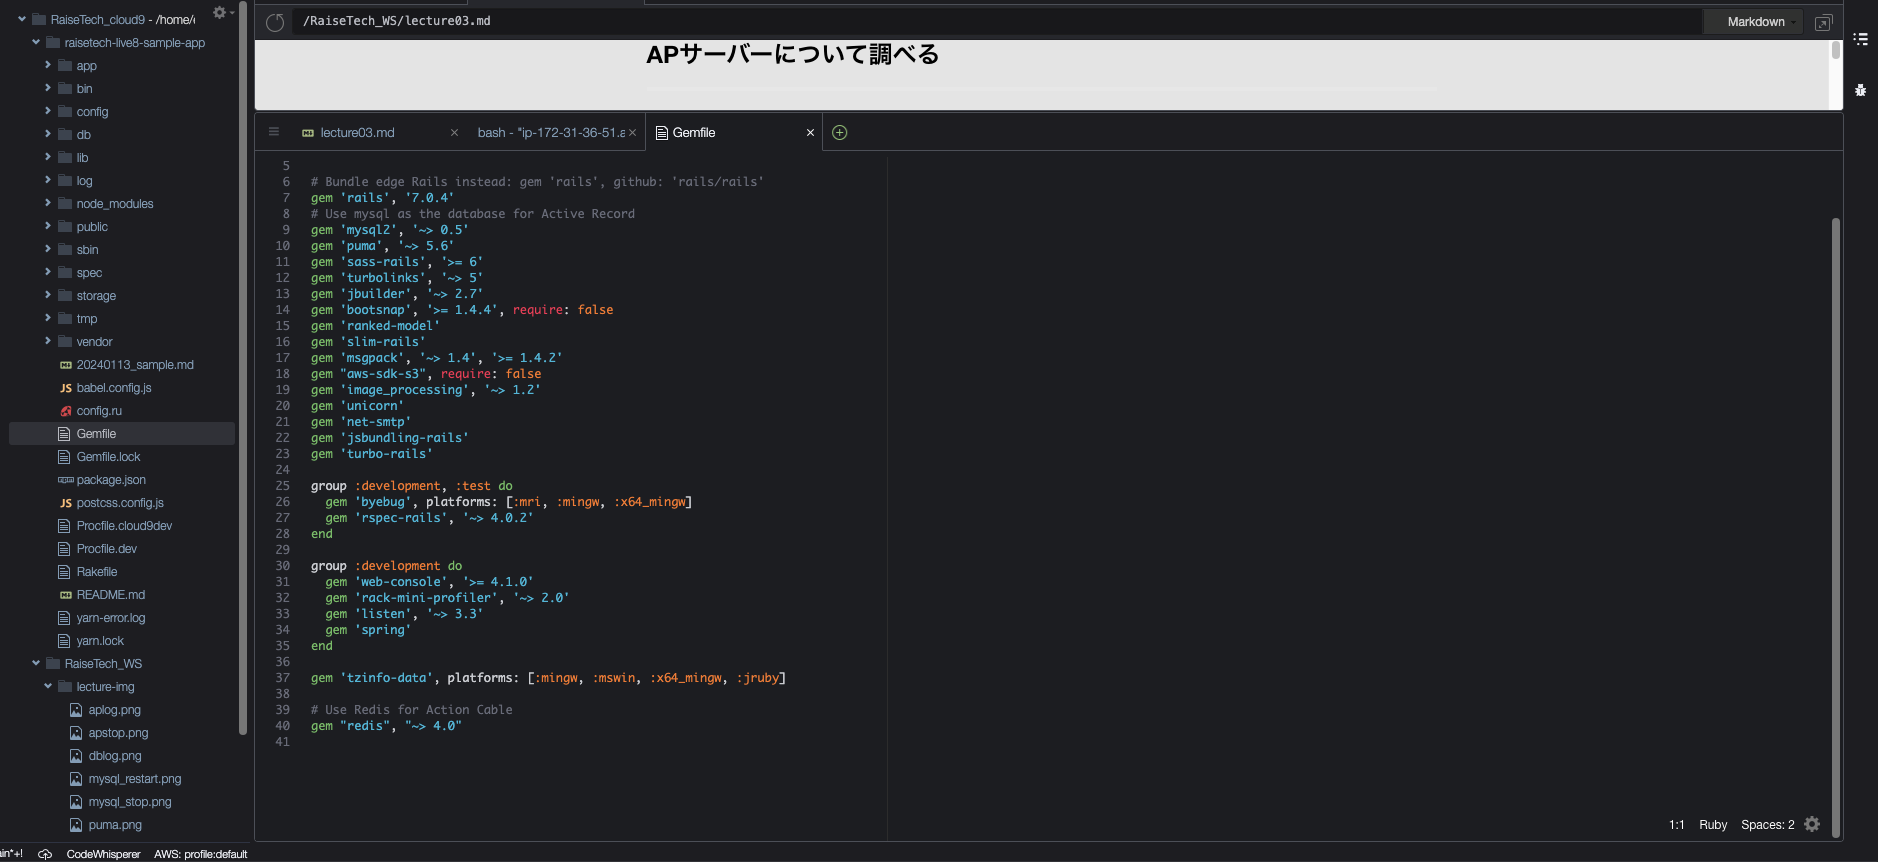 RaiseTech_cloud9 - /home/
raisetech-live8-sample-app
app
bin
config
db
lib
log
node_modules
public
sbin
spec
storage
tmp
vendor
20240113_sample.md
babel.config.js
config.ru
Gemfile
Gemfile.lock
package.json
postcss.config.js
Procfile.cloud9dev
Procfile.dev
Rakefile
README.md
yarn-error.log
yarn.lock
RaiseTech_WS
lecture-img
aplog.png
apstop.png
dblog.png
mysql_restart.png
mysql_stop.png
puma.png
/RaiseTech_WS/lecture03.md
Markdown
APサーバーについて調べる
lecture03.md
bash - "ip-172-31-36-51.a
Gemfile
5
6 # Bundle edge Rails instead: gem 'rails', github: 'rails/rails'
7 gem 'rails', '7.0.4'
8 # Use mysql as the database for Active Record
9 gem 'mysql2', '~> 0.5'
10 gem 'puma', '~> 5.6'
11 gem 'sass-rails', '>= 6'
12 gem 'turbolinks', '~> 5'
13 gem 'jbuilder', '~> 2.7'
14 gem 'bootsnap', '>= 1.4.4', require: false
15 gem 'ranked-model'
16 gem 'slim-rails'
17 gem 'msgpack', '~> 1.4', '>= 1.4.2'
18 gem "aws-sdk-s3", require: false
19 gem 'image_processing', '~> 1.2'
20 gem 'unicorn'
21 gem 'net-smtp'
22 gem 'jsbundling-rails'
23 gem 'turbo-rails'
24
25 group :development, :test do
26 gem 'byebug', platforms: [:mri, :mingw, :x64_mingw]
27 gem 'rspec-rails', '~> 4.0.2'
28 end
29
30 group :development do
31 gem 'web-console', '>= 4.1.0'
32 gem 'rack-mini-profiler', '~> 2.0'
33 gem 'listen', '~> 3.3'
34 gem 'spring'
35 end
36
37 gem 'tzinfo-data', platforms: [:mingw, :mswin, :x64_mingw, :jruby]
38
39 # Use Redis for Action Cable
40 gem "redis", "~> 4.0"
41
1:1 Ruby Spaces: 2
CodeWhisperer AWS: profile:default